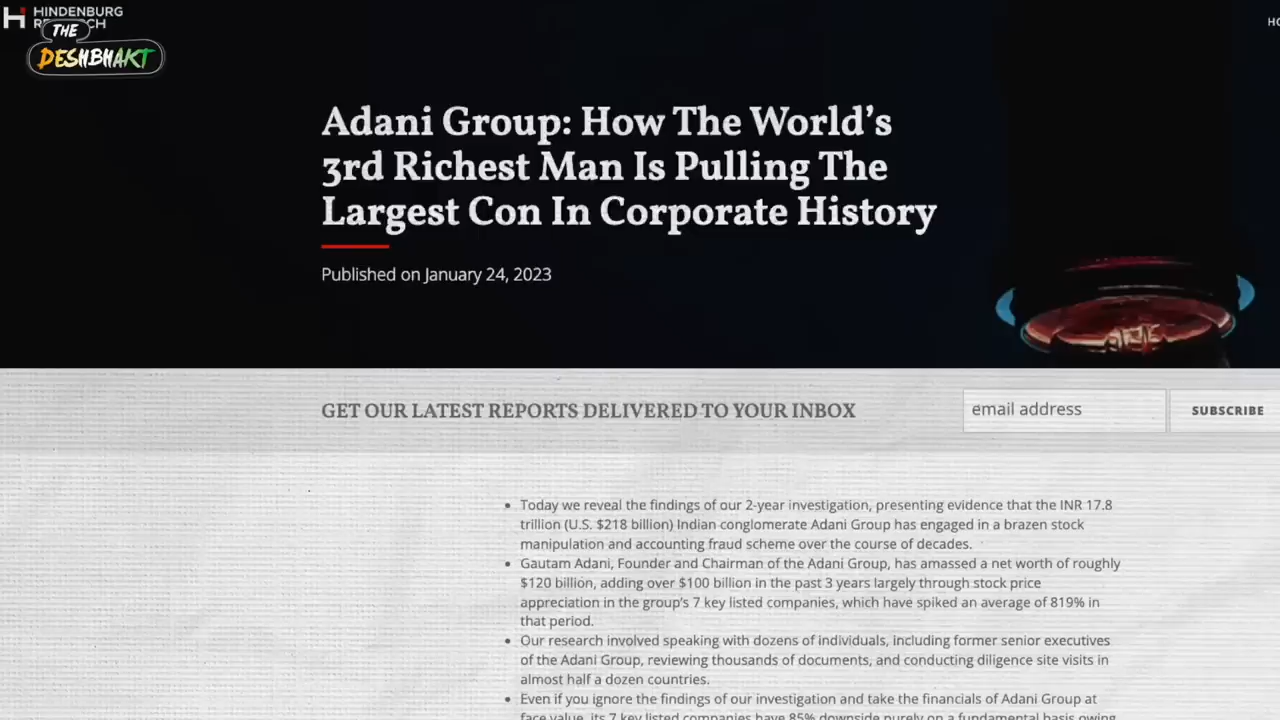 HINDENBURG
THE
DESHBHAKT
Adani Group: How The World's
3rd Richest Man Is Pulling The
Largest Con In Corporate History
Published on January 24, 2023
GET OUR LATEST REPORTS DELIVERED TO YOUR INBOX
email address
SUBSCRIBE
• Today we reveal the findings of our 2-year investigation, presenting evidence that the INR 17.8
trillion (U.S. $218 billion) Indian conglomerate Adani Group has engaged in a brazen stock
manipulation and accounting fraud scheme over the course of decades.
• Gautam Adani, Founder and Chairman of the Adani Group, has amassed a net worth of roughly
$120 billion, adding over $100 billion in the past 3 years largely through stock price
appreciation in the group's 7 key listed companies, which have spiked an average of 819% in
that period.
• Our research involved speaking with dozens of individuals, including former senior executives
of the Adani Group, reviewing thousands of documents, and conducting diligence site visits in
almost half a dozen countries.
• Even if you ignore the findings of our investigation and take the financials of Adani Group at
face value, its 7 key listed companies have 85% downside purely on a fundamental basis owing